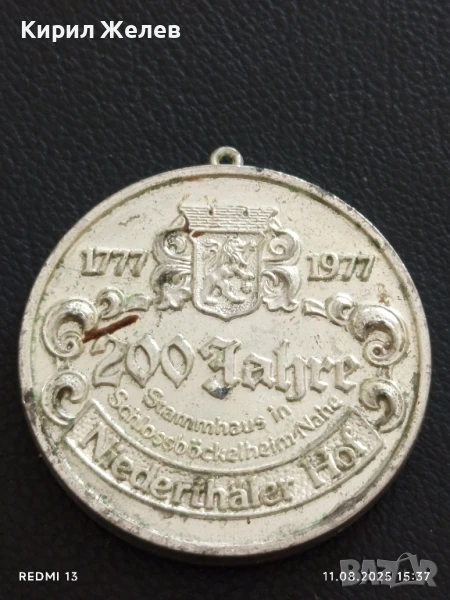 Кирил Желев
1777 1977
200 Jahre
Stammhaus in
Schlossböckelheim/Nahe
Niederthäler Hof
BAZAR
REDMI 13
11.08.2025 15:37